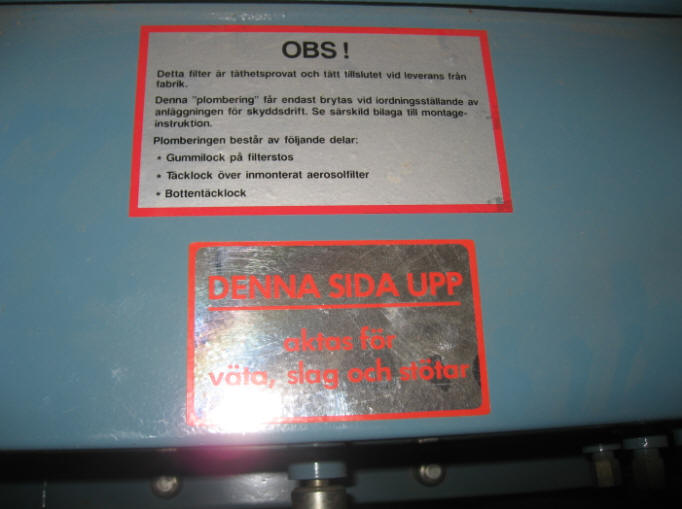 OBS !
Detta filter är täthetsprovat och tätt tillslutet vid leverans från
fabrik.
Denna "plombering" får endast brytas vid iordningsställande av
anläggningen för skyddsdrift. Se särskild bilaga till montage-
instruktion.
Plomberingen består av följande delar:
• Gummilock på filterstos
• Täcklock över inmonterat aerosolfilter
• Bottentäcklock
DENNA SIDA UPP
aktas för
väta, slag och stötar